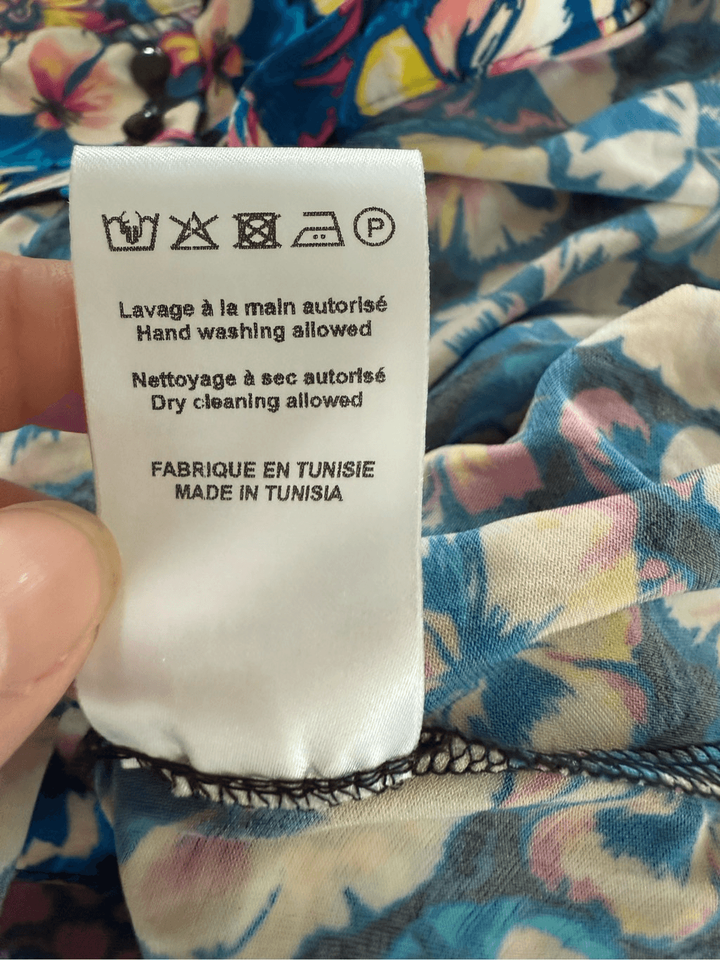 P
Lavage à la main autorisé
Hand washing allowed
Nettoyage à sec autorisé
Dry cleaning allowed
FABRIQUE EN TUNISIE
MADE IN TUNISIA